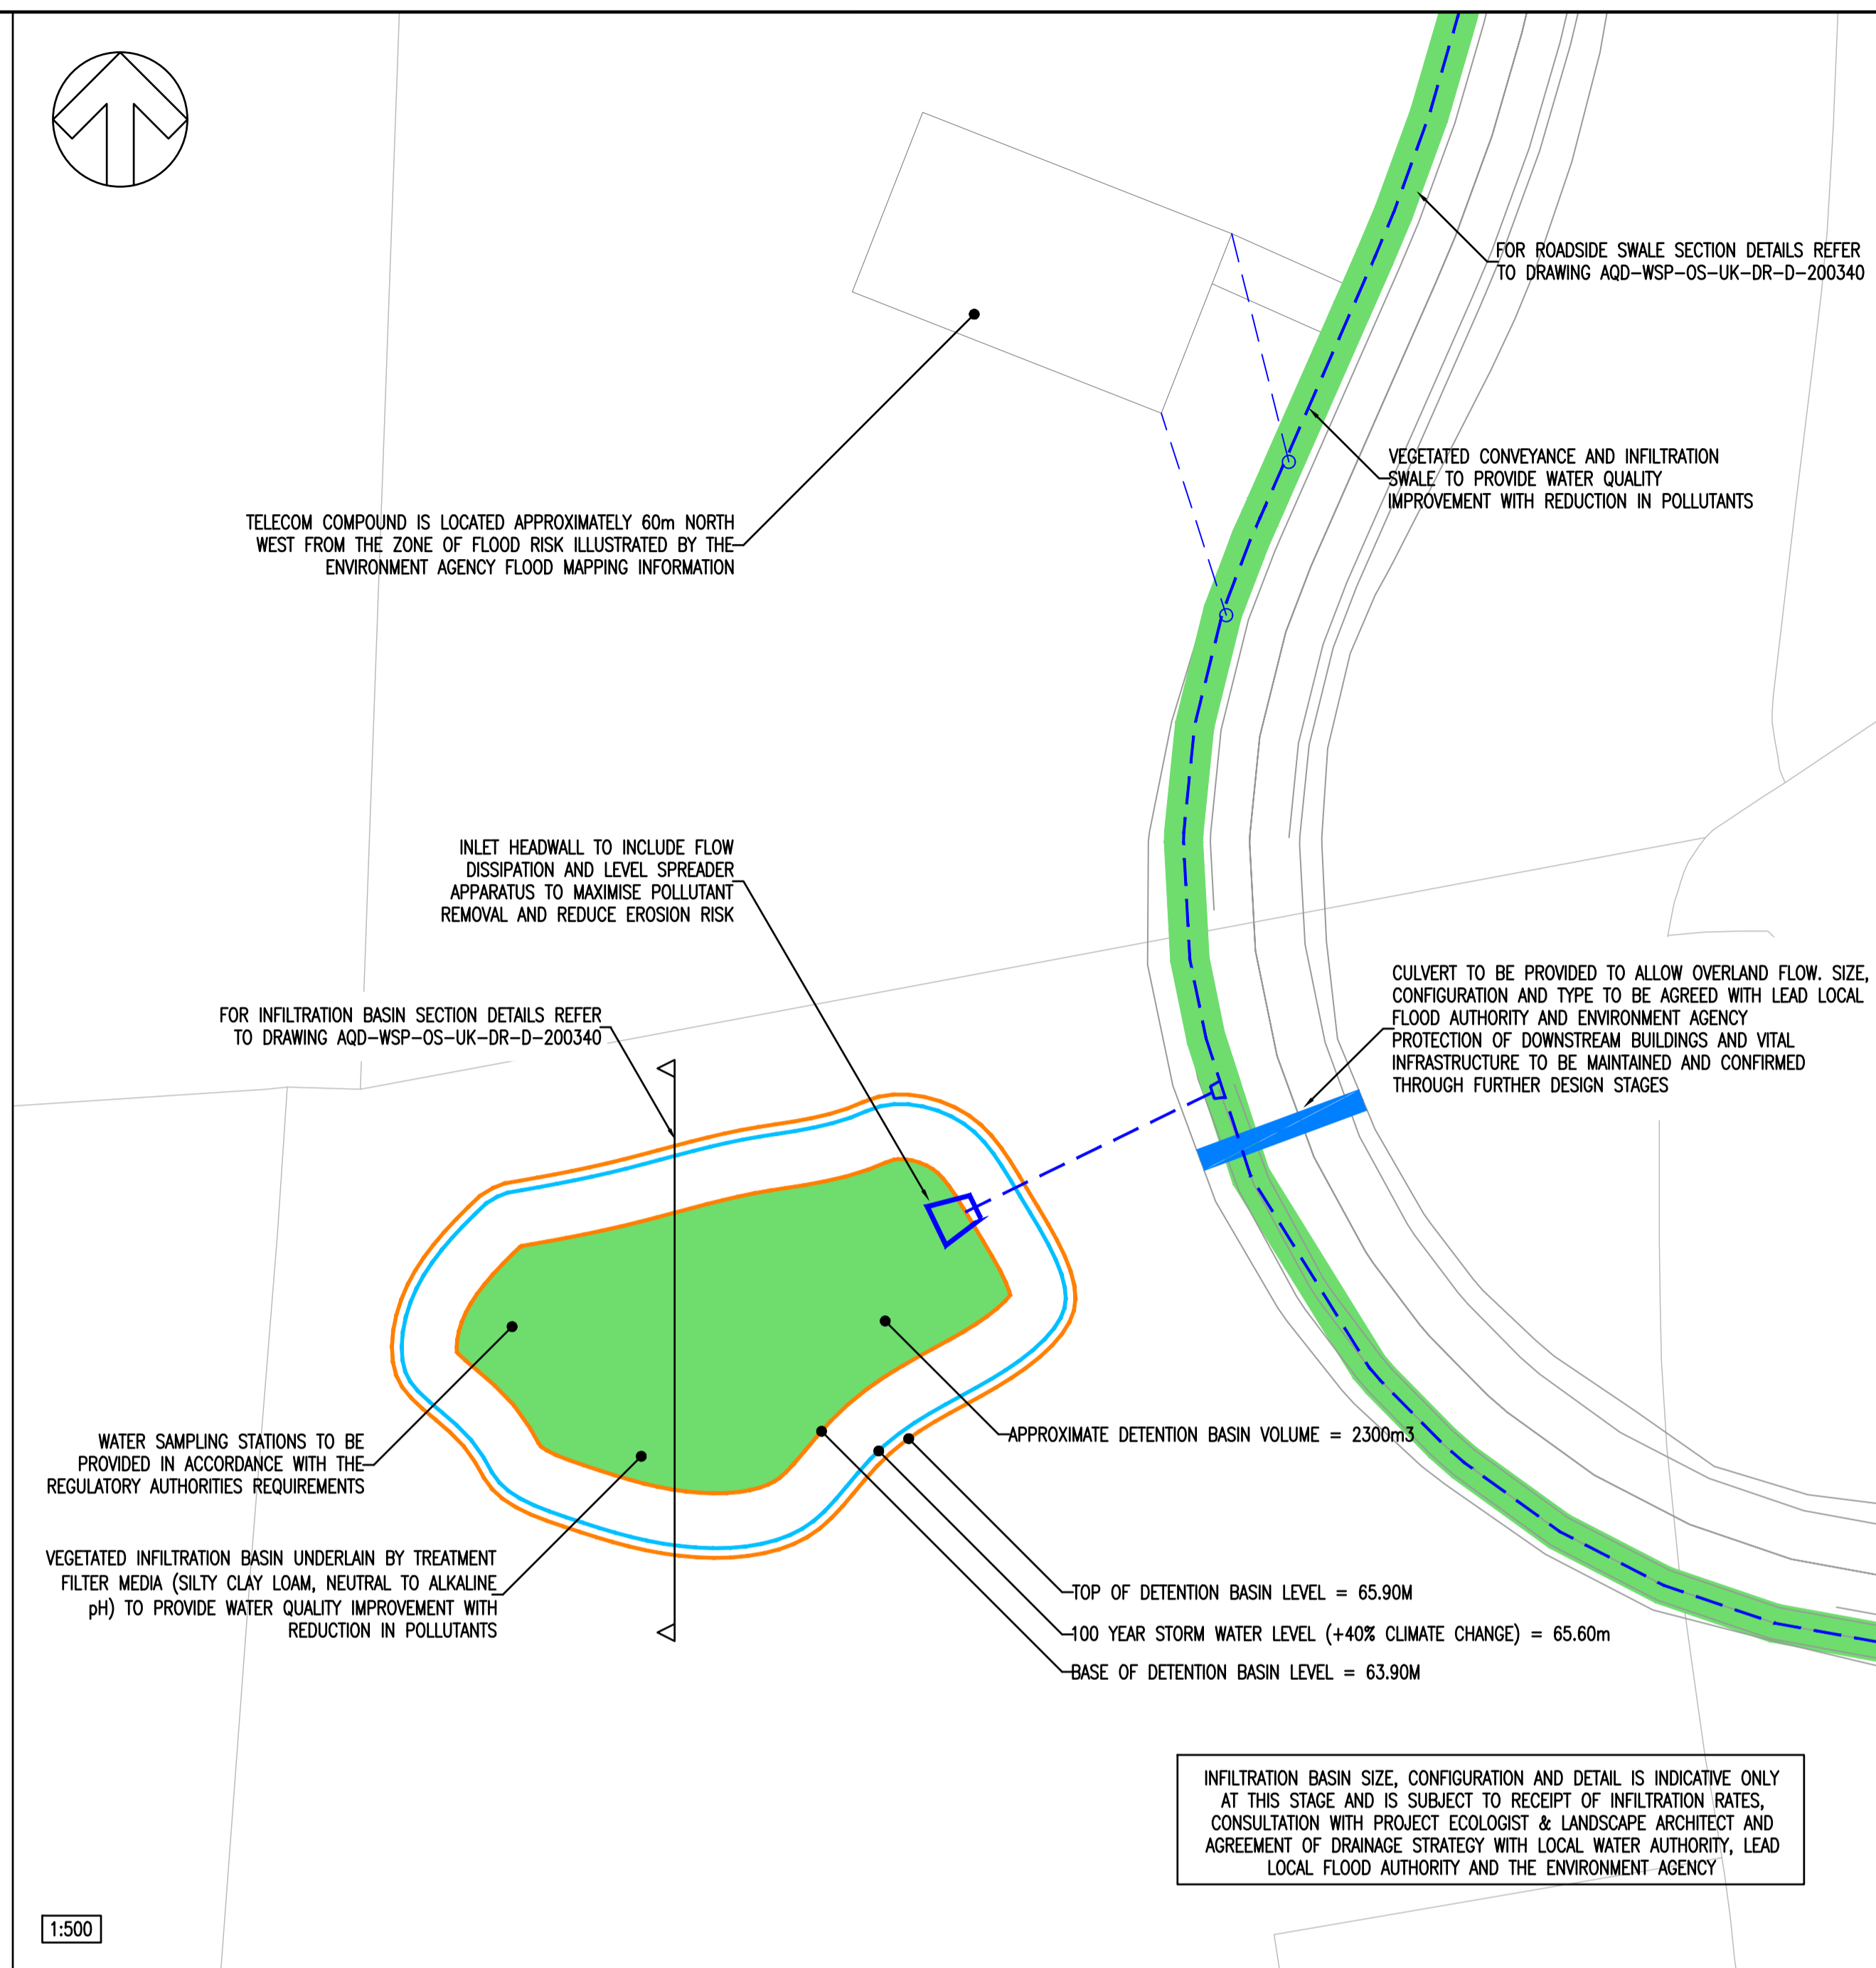 FOR ROADSIDE SWALE SECTION DETAILS REFER
TO DRAWING AQD-WSP-OS-UK-DR-D-200340
VEGETATED CONVEYANCE AND INFILTRATION
SWALE TO PROVIDE WATER QUALITY
IMPROVEMENT WITH REDUCTION IN POLLUTANTS
TELECOM COMPOUND IS LOCATED APPROXIMATELY 60m NORTH
WEST FROM THE ZONE OF FLOOD RISK ILLUSTRATED BY THE
ENVIRONMENT AGENCY FLOOD MAPPING INFORMATION
INLET HEADWALL TO INCLUDE FLOW
DISSIPATION AND LEVEL SPREADER
APPARATUS TO MAXIMISE POLLUTANT
REMOVAL AND REDUCE EROSION RISK
FOR INFILTRATION BASIN SECTION DETAILS REFER
TO DRAWING AQD-WSP-OS-UK-DR-D-200340
CULVERT TO BE PROVIDED TO ALLOW OVERLAND FLOW. SIZE,
CONFIGURATION AND TYPE TO BE AGREED WITH LEAD LOCAL
FLOOD AUTHORITY AND ENVIRONMENT AGENCY
PROTECTION OF DOWNSTREAM BUILDINGS AND VITAL
INFRASTRUCTURE TO BE MAINTAINED AND CONFIRMED
THROUGH FURTHER DESIGN STAGES
WATER SAMPLING STATIONS TO BE
PROVIDED IN ACCORDANCE WITH THE
REGULATORY AUTHORITIES REQUIREMENTS
APPROXIMATE DETENTION BASIN VOLUME = 2300m3
VEGETATED INFILTRATION BASIN UNDERLAIN BY TREATMENT
FILTER MEDIA (SILTY CLAY LOAM, NEUTRAL TO ALKALINE
pH) TO PROVIDE WATER QUALITY IMPROVEMENT WITH
REDUCTION IN POLLUTANTS
TOP OF DETENTION BASIN LEVEL = 65.90M
100 YEAR STORM WATER LEVEL (+40% CLIMATE CHANGE) = 65.60m
BASE OF DETENTION BASIN LEVEL = 63.90M
INFILTRATION BASIN SIZE, CONFIGURATION AND DETAIL IS INDICATIVE ONLY
AT THIS STAGE AND IS SUBJECT TO RECEIPT OF INFILTRATION RATES,
CONSULTATION WITH PROJECT ECOLOGIST & LANDSCAPE ARCHITECT AND
AGREEMENT OF DRAINAGE STRATEGY WITH LOCAL WATER AUTHORITY, LEAD
LOCAL FLOOD AUTHORITY AND THE ENVIRONMENT AGENCY
1:500